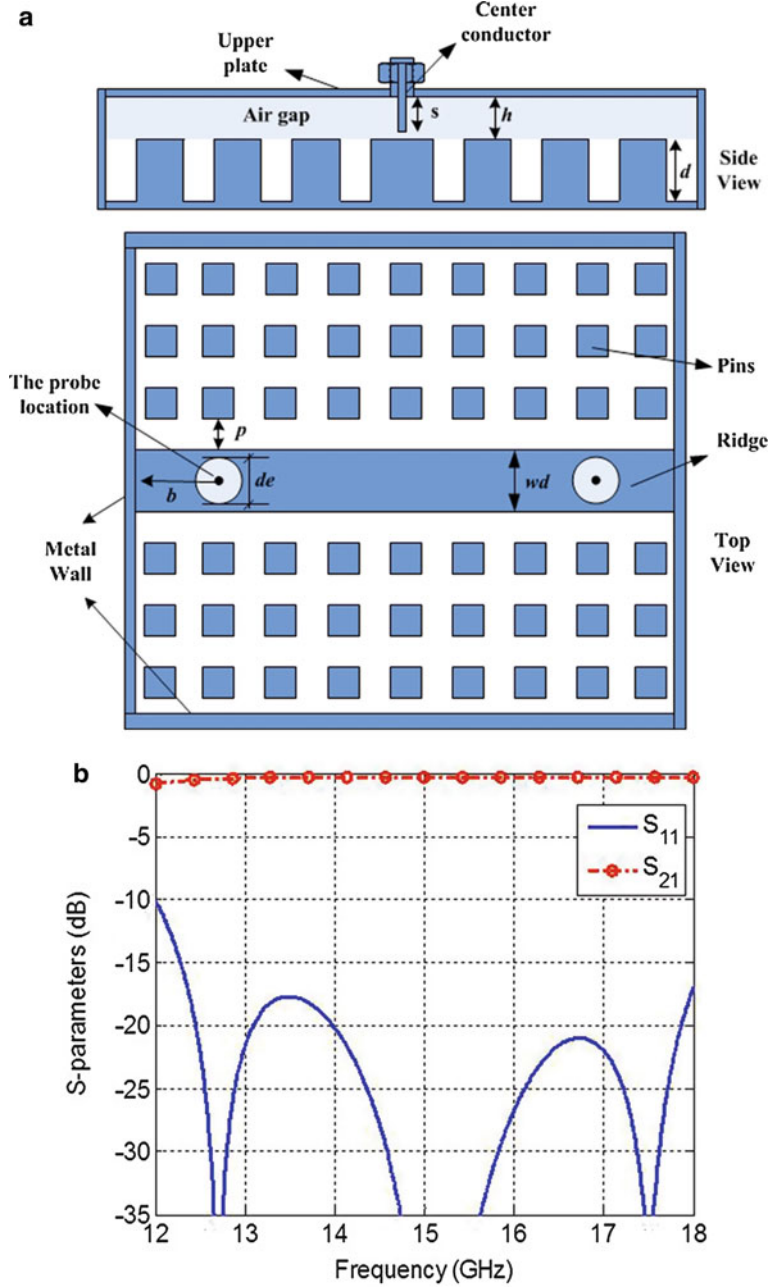 a
Upper
plate
Center
conductor
Air gap
s
h
d
Side
View
The probe
location
p
b
de
wd
Pins
Ridge
Metal
Wall
Top
View
b
0
-5
-10
-15
-20
-25
-30
-35
S-parameters (dB)
S11
S21
12
13
14
15
16
17
18
Frequency (GHz)